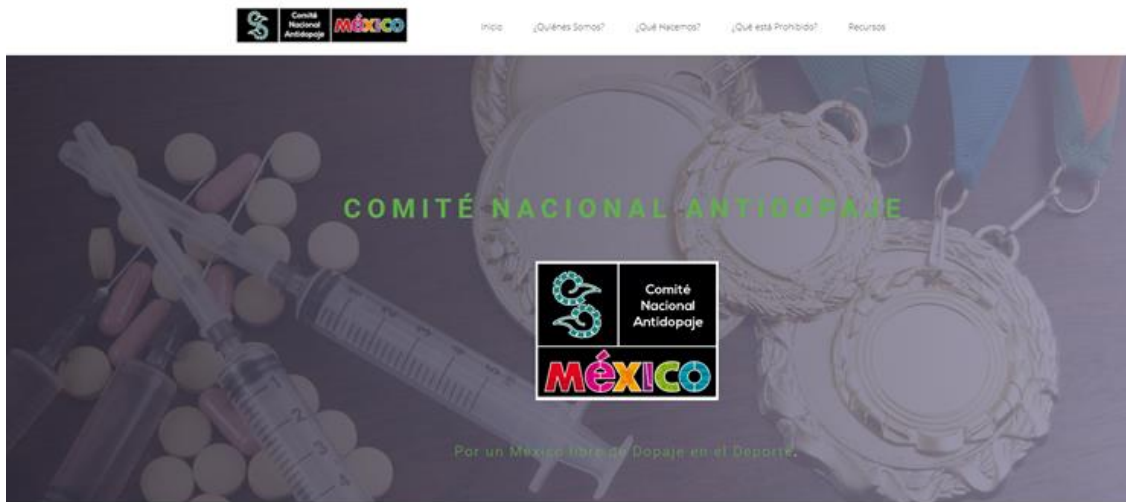 Comité
Nacional
Antidopaje
México
Inicio
¿Quiénes Somos?
¿Qué Hacemos?
¿Qué está Prohibido?
Recursos
COMITÉ NACIONAL ANTIDOPAJE
Comité
Nacional
Antidopaje
México
Por un México libre de Dopaje en el Deporte.